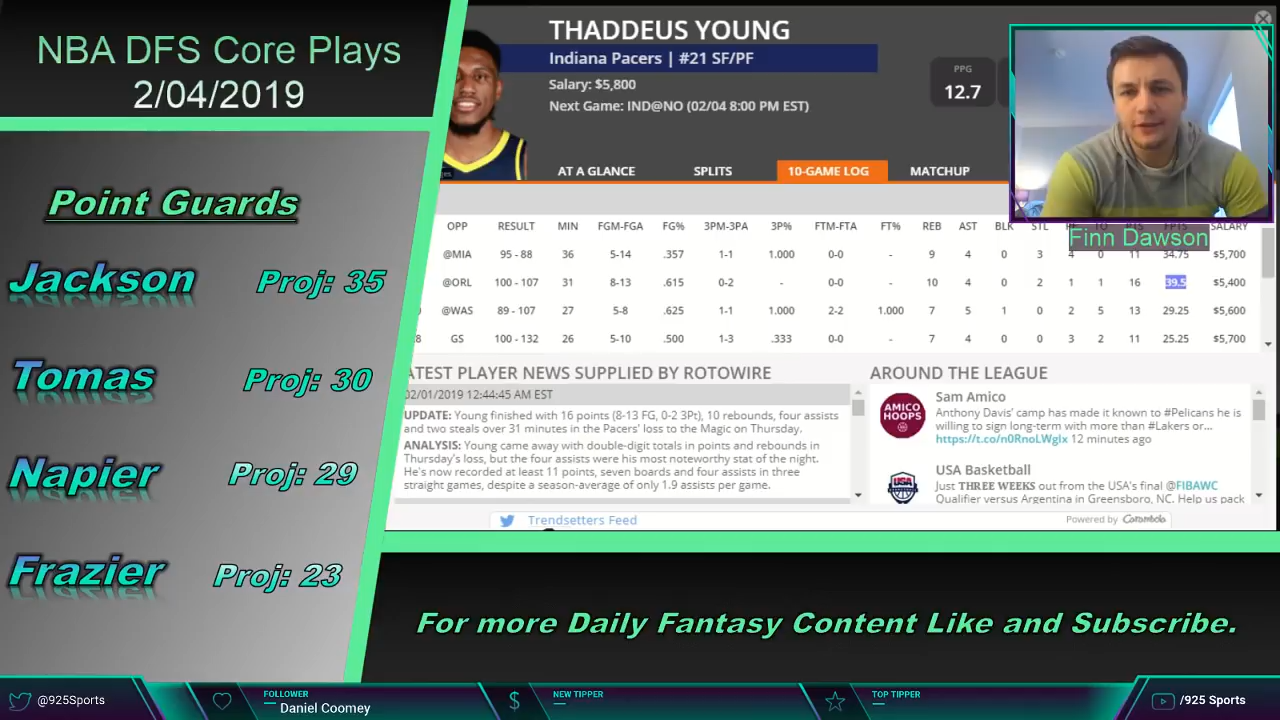 NBA DFS Core Plays
2/04/2019
Point Guards
Jackson Proj: 35
Tomas Proj: 30
Napier Proj: 29
Frazier Proj: 23
THADDEUS YOUNG
Indiana Pacers | #21 SF/PF
Salary: $5,800
Next Game: IND@NO (02/04 8:00 PM EST)
PPG
12.7
AT A GLANCE SPLITS 10-GAME LOG MATCHUP
Finn Dawson
OPP RESULT MIN FGM-FGA FG% 3PM-3PA 3P% FTM-FTA FT% REB AST BLK STL SALARY
@MIA 95 - 88 36 5-14 .357 1-1 1.000 0-0 - 9 4 0 3 4 0 11 34.75 $5,700
@ORL 100 - 107 31 8-13 .615 0-2 - 0-0 - 10 4 0 2 1 1 16 39.5 $5,400
@WAS 89 - 107 27 5-8 .625 1-1 1.000 2-2 1.000 7 5 1 0 2 5 13 29.25 $5,600
8 GS 100 - 132 26 5-10 .500 1-3 .333 0-0 - 7 4 0 0 3 2 11 25.25 $5,700
ATEST PLAYER NEWS SUPPLIED BY ROTOWIRE
02/01/2019 12:44:45 AM EST
UPDATE: Young finished with 16 points (8-13 FG, 0-2 3Pt), 10 rebounds, four assists
and two steals over 31 minutes in the Pacers' loss to the Magic on Thursday.
ANALYSIS: Young came away with double-digit totals in points and rebounds in
Thursday's loss, but the four assists were his most noteworthy stat of the night.
He's now recorded at least 11 points, seven boards and four assists in three
straight games, despite a season-average of only 1.9 assists per game.
AROUND THE LEAGUE
AMICO
HOOPS
Sam Amico
Anthony Davis' camp has made it known to #Pelicans he is
willing to sign long-term with more than #Lakers or...
https://t.co/n0RnoLWglx 12 minutes ago
USA Basketball
Just THREE WEEKS out from the USA's final @FIBAWC
Qualifier versus Argentina in Greensboro, NC. Help us pack
Trendsetters Feed
Powered by Carambola
For more Daily Fantasy Content Like and Subscribe.
@925Sports
FOLLOWER
Daniel Coomey
NEW TIPPER
TOP TIPPER
/925 Sports